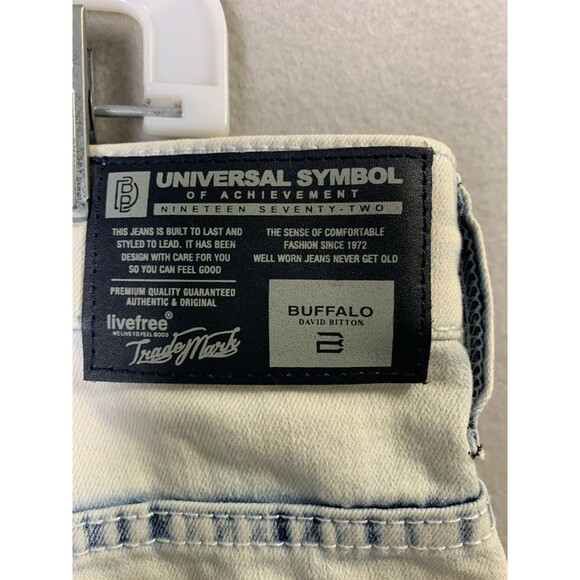 UNIVERSAL SYMBOL
OF ACHIEVEMENT
NINETEEN SEVENTY-TWO
THIS JEANS IS BUILT TO LAST AND
STYLED TO LEAD. IT HAS BEEN
DESIGN WITH CARE FOR YOU
SO YOU CAN FEEL GOOD
THE SENSE OF COMFORTABLE
FASHION SINCE 1972
WELL WORN JEANS NEVER GET OLD
PREMIUM QUALITY GUARANTEED
AUTHENTIC & ORIGINAL
livefree®
WE LIVE TO FEEL GOOD
Trade Mark
BUFFALO
DAVID BITTON
B